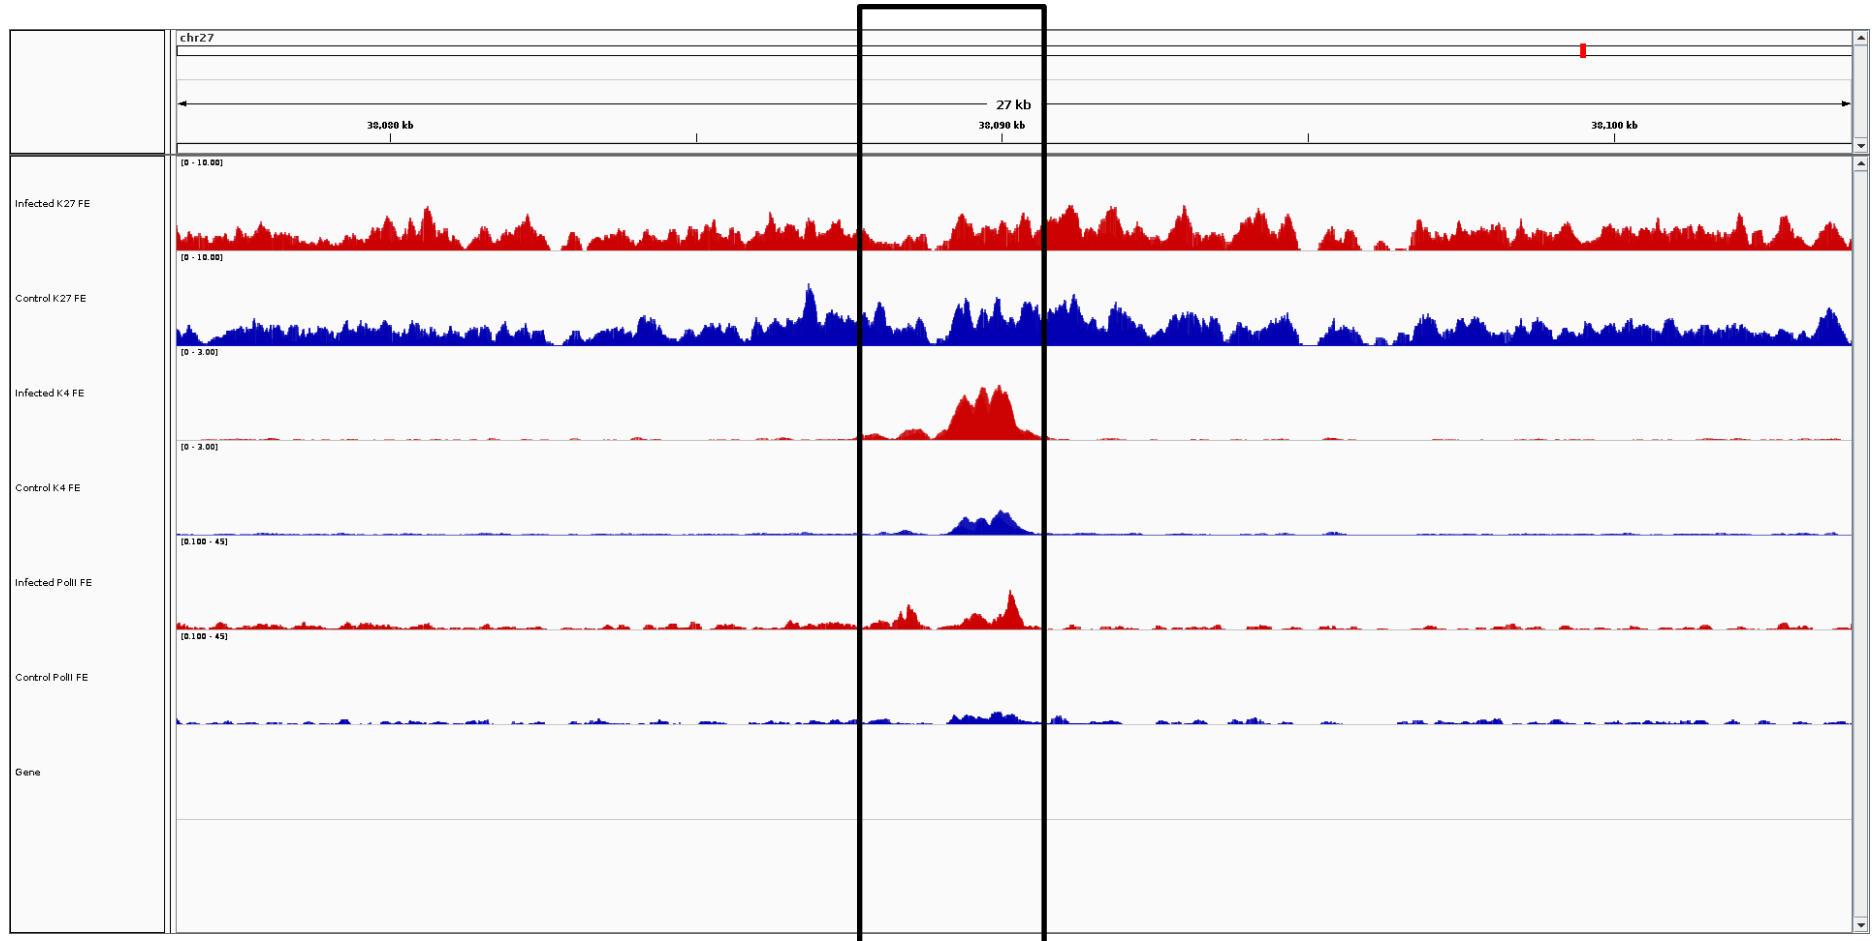 chr27
27 kb
38,080 kb
38,090 kb
38,100 kb
[0 - 10.00]
Infected K27 FE
[0 - 10.00]
Control K27 FE
[0 - 3.00]
Infected K4 FE
[0 - 3.00]
Control K4 FE
[0.100 - 45]
Infected PolII FE
[0.100 - 45]
Control PolII FE
Gene